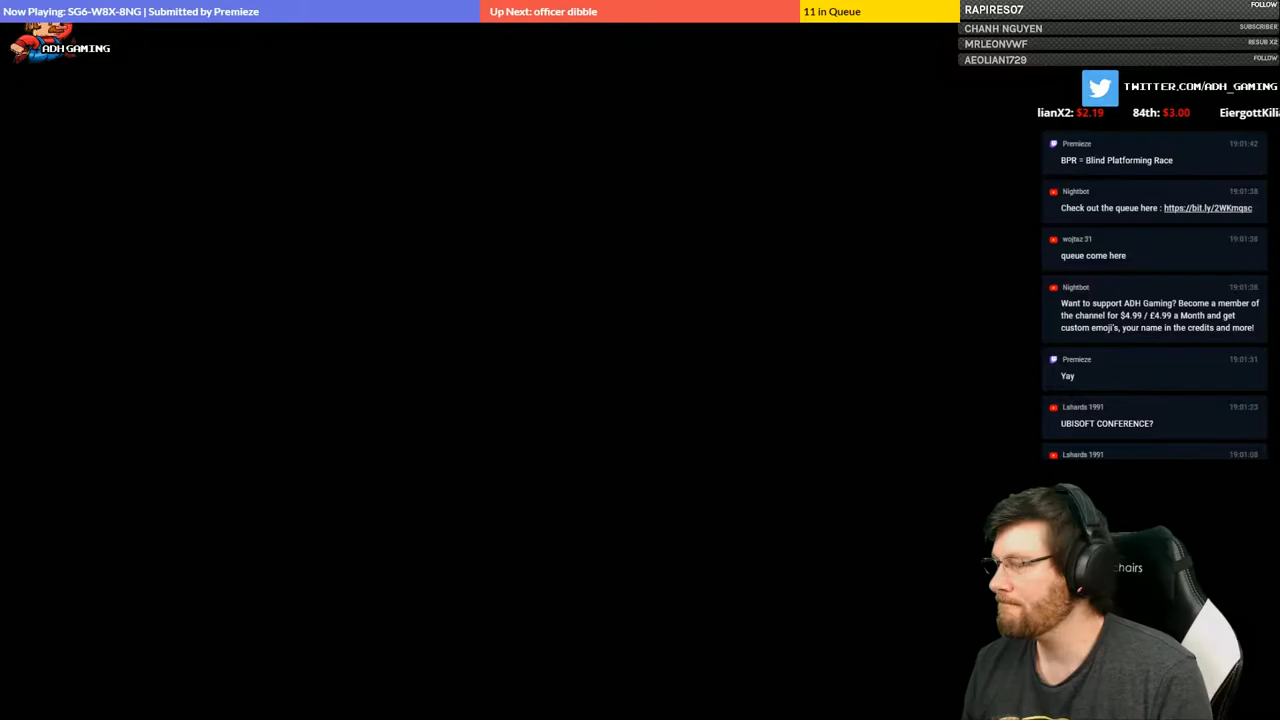 Now Playing: SG6-W8X-8NG | Submitted by Premieze
Up Next: officer dibble
11 in Queue
RAPIRES07 FOLLOW
CHANH NGUYEN SUBSCRIBER
MRLEONVWF RESUB X2
AEOLIAN1729 FOLLOW
ADH GAMING
TWITTER.COM/ADH_GAMING
lianX2: $2.19 84th: $3.00 EiergottKili
Premieze 19:01:42
BPR = Blind Platforming Race
Nightbot 19:01:38
Check out the queue here : https://bit.ly/2WKmqsc
wojtaz 31 19:01:38
queue come here
Nightbot 19:01:36
Want to support ADH Gaming? Become a member of
the channel for $4.99 / £4.99 a Month and get
custom emoji's, your name in the credits and more!
Premieze 19:01:31
Yay
Lshards 1991 19:01:23
UBISOFT CONFERENCE?
Lshards 1991 19:01:08
chairs